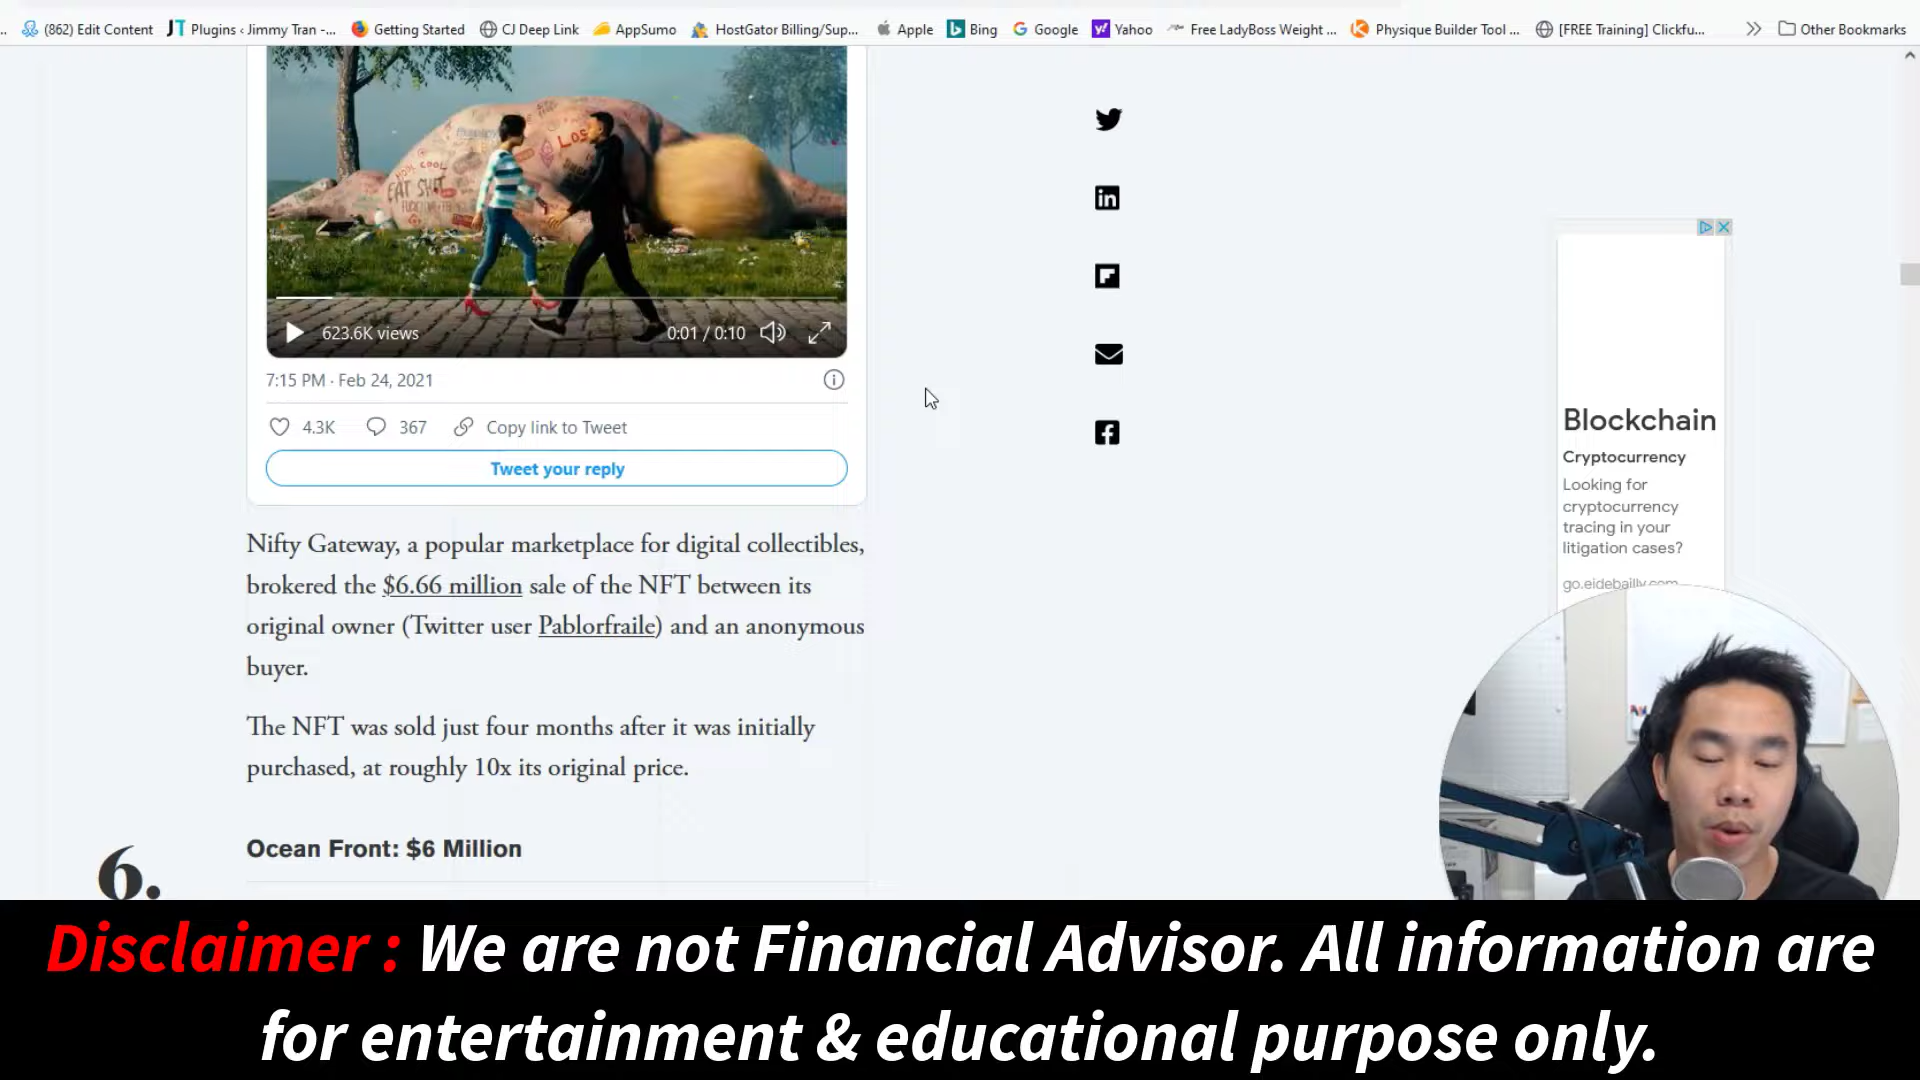 (862) Edit Content
Plugins ‹ Jimmy Tran -...
Getting Started
CJ Deep Link
AppSumo
HostGator Billing/Sup...
Apple
Bing
Google
Yahoo
Free LadyBoss Weight ...
Physique Builder Tool ...
[FREE Training] Clickfu...
Other Bookmarks
Los
COOL
EAT
623.6K views
0:01 / 0:10
7:15 PM · Feb 24, 2021
4.3K
367
Copy link to Tweet
Tweet your reply
Nifty Gateway, a popular marketplace for digital collectibles,
brokered the $6.66 million sale of the NFT between its
original owner (Twitter user Pablorfraile) and an anonymous
buyer.
The NFT was sold just four months after it was initially
purchased, at roughly 10x its original price.
6.
Ocean Front: $6 Million
Blockchain
Cryptocurrency
Looking for
cryptocurrency
tracing in your
litigation cases?
go.eidebailly.com
Disclaimer : We are not Financial Advisor. All information are
for entertainment & educational purpose only.